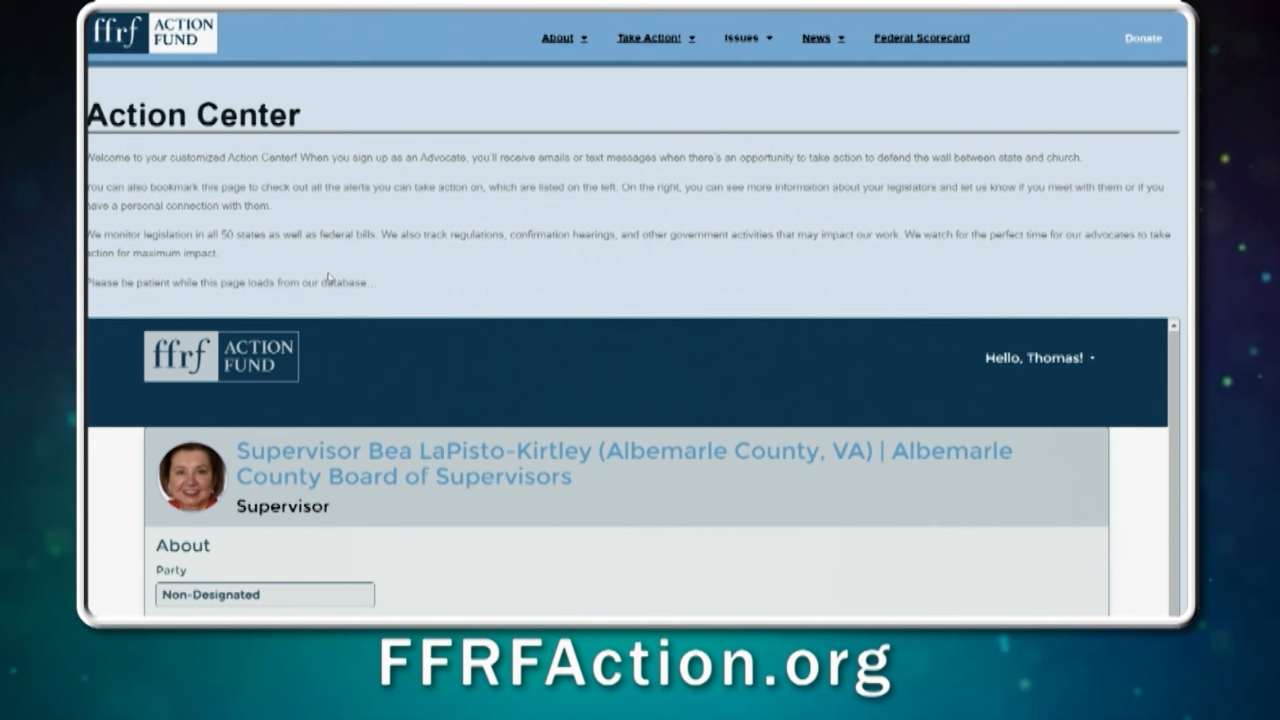 ffrf ACTION FUND
About Take Action! Issues News Federal Scorecard Donate
Action Center
Welcome to your customized Action Center! When you sign up as an Advocate, you'll receive emails or text messages when there's an opportunity to take action to defend the wall between state and church.
You can also bookmark this page to check out all the alerts you can take action on, which are listed on the left. On the right, you can see more information about your legislators and let us know if you meet with them or if you
have a personal connection with them.
We monitor legislation in all 50 states as well as federal bills. We also track regulations, confirmation hearings, and other government activities that may impact our work. We watch for the perfect time for our advocates to take
action for maximum impact.
Please be patient while this page loads from our database...
ffrf ACTION FUND
Hello, Thomas!
Supervisor Bea LaPisto-Kirtley (Albemarle County, VA) | Albemarle
County Board of Supervisors
Supervisor
About
Party
Non-Designated
FFRFAction.org